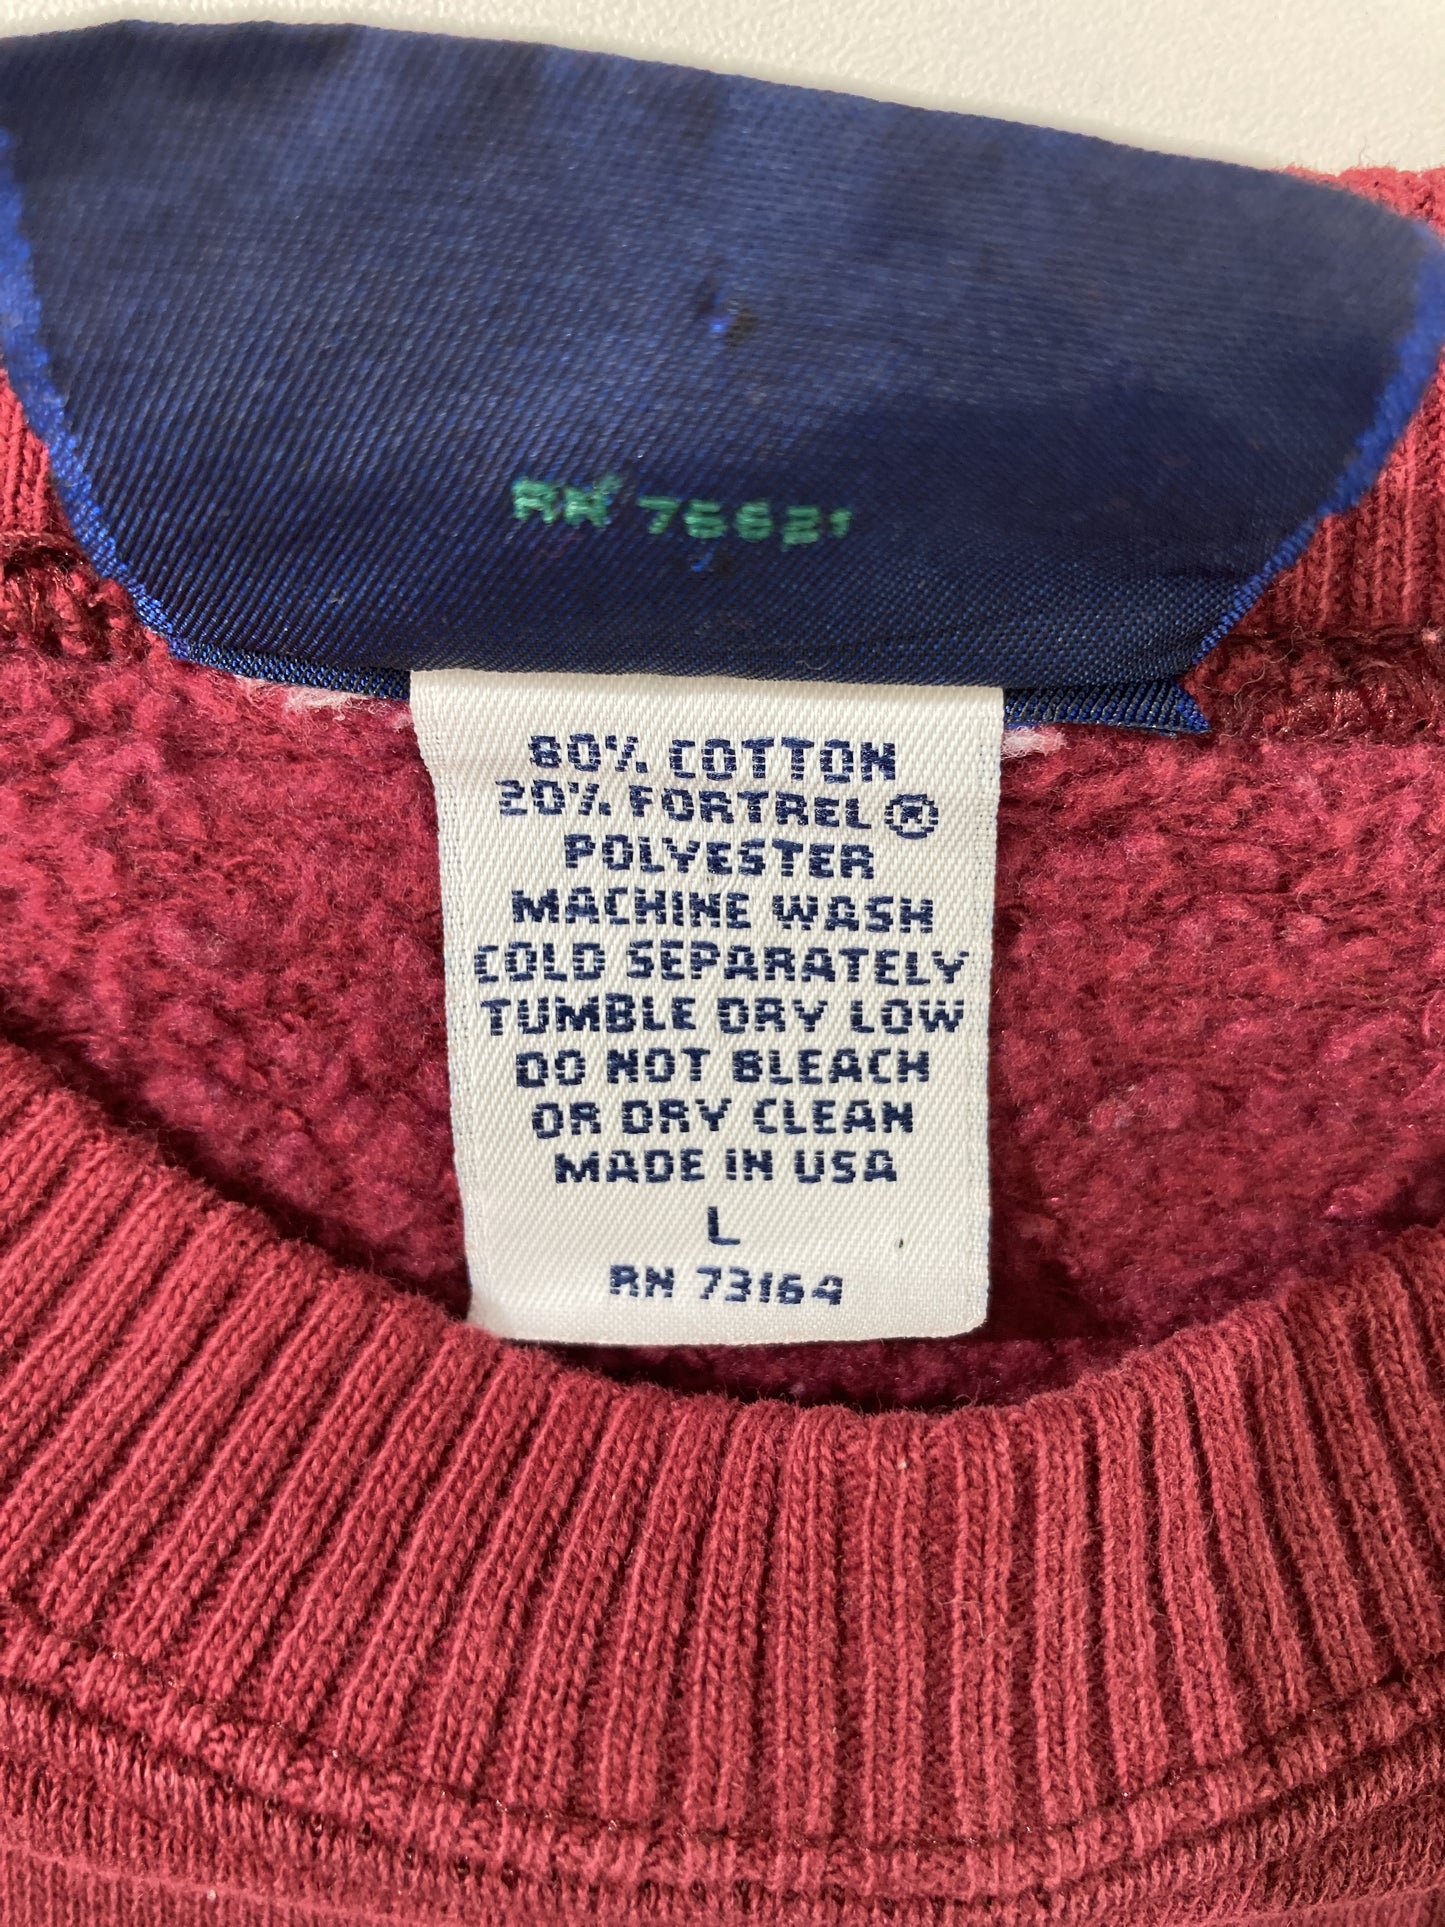 RN 75621
80% COTTON
20% FORTREL ®
POLYESTER
MACHINE WASH
COLD SEPARATELY
TUMBLE DRY LOW
DO NOT BLEACH
OR DRY CLEAN
MADE IN USA
L
RN 73164